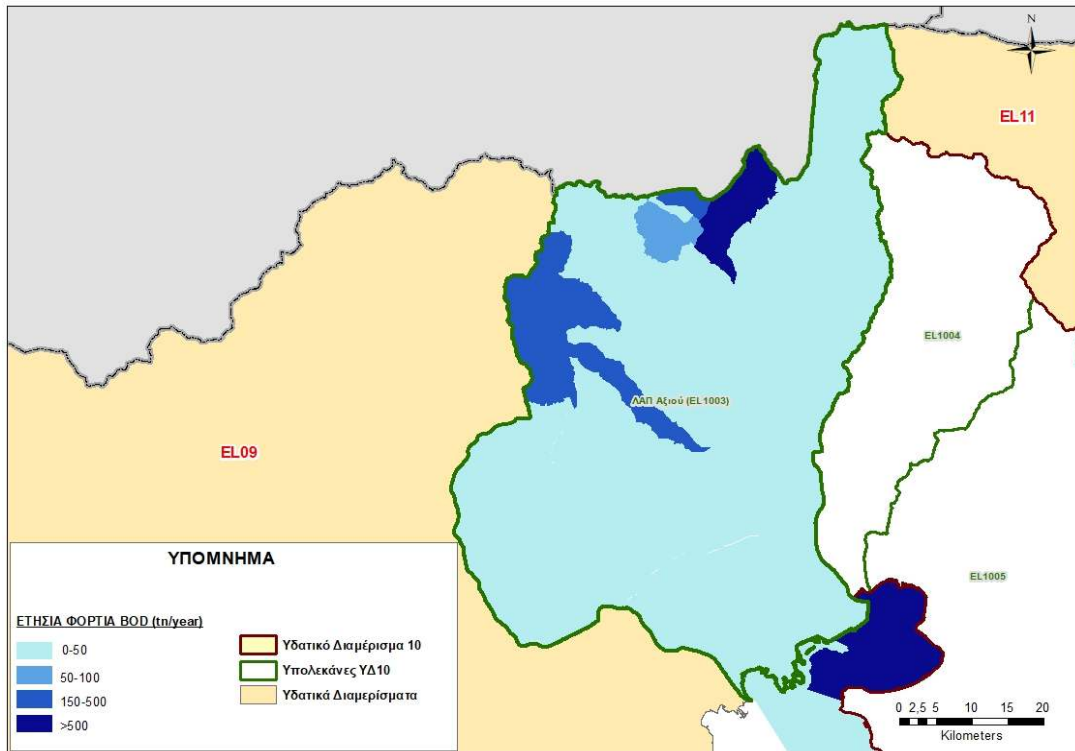 N
EL11
EL1004
ΛΑΠ Αξιού (EL1003)
EL09
EL1005
ΥΠΟΜΝΗΜΑ
ΕΤΗΣΙΑ ΦΟΡΤΙΑ BOD (tn/year)
0-50
50-100
150-500
>500
Υδατικό Διαμέρισμα 10
Υπολεκάνες ΥΔ10
Υδατικά Διαμερίσματα
0 2,5 5 10 15 20
Kilometers